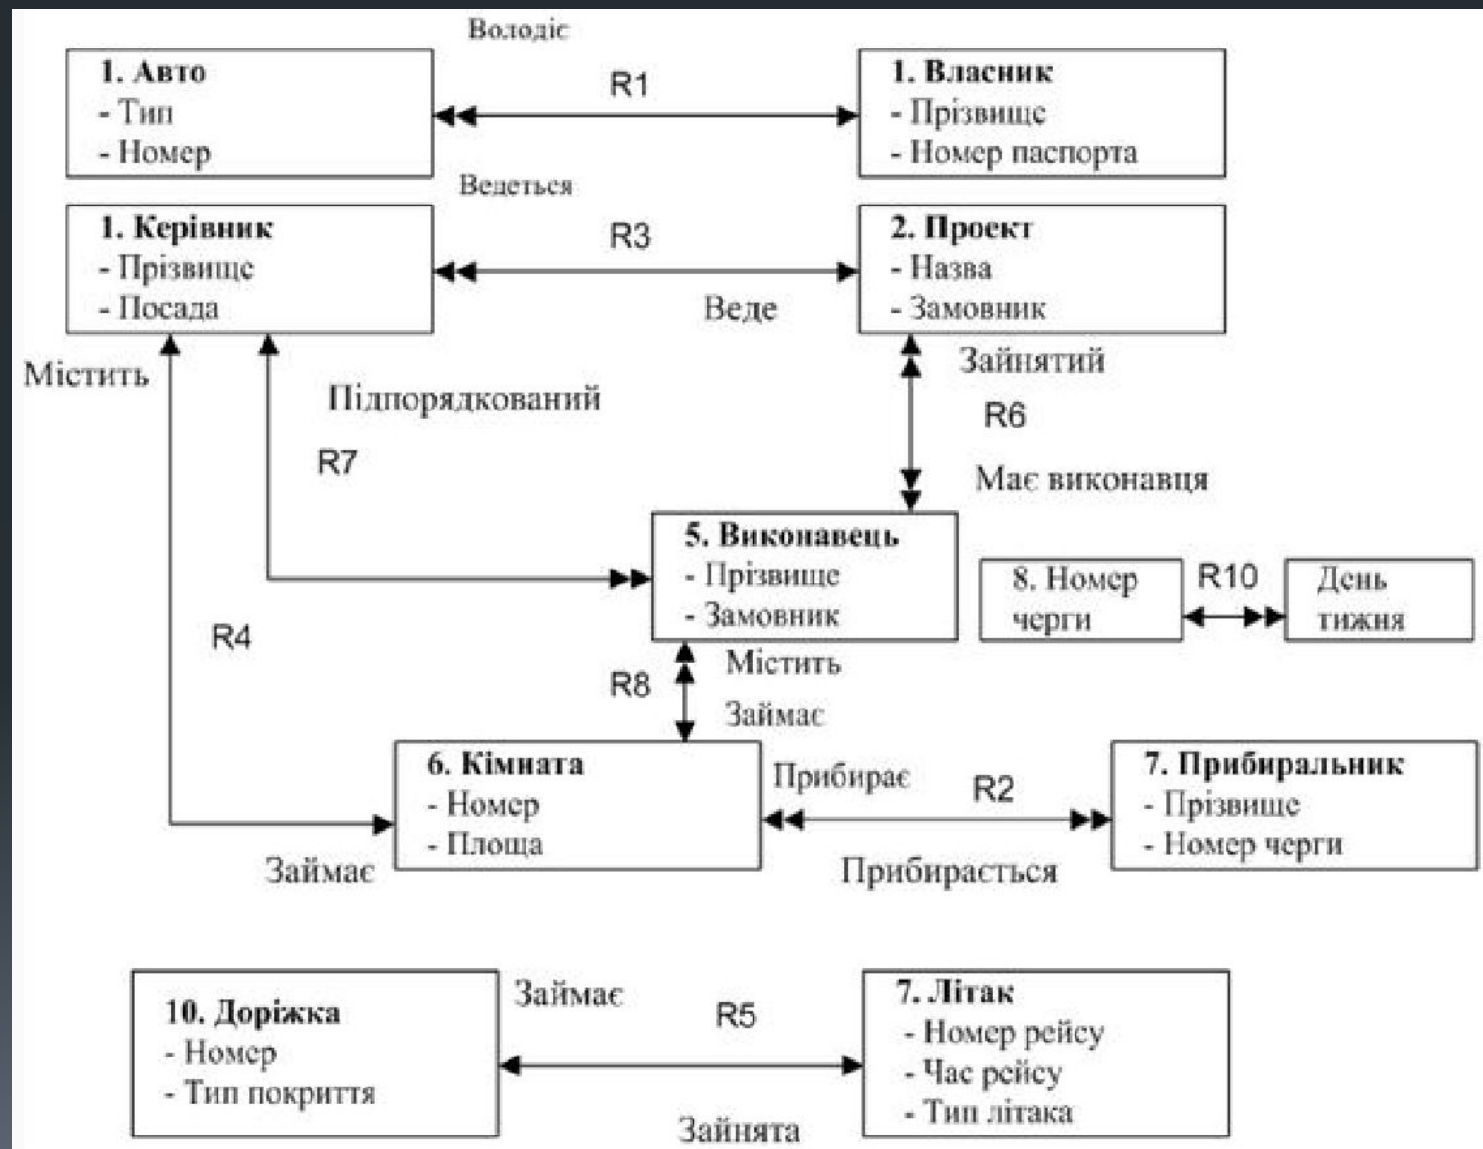 Володіє
1. Авто
- Тип
- Номер
R1
1. Власник
- Прізвище
- Номер паспорта
Ведеться
1. Керівник
- Прізвище
- Посада
R3
Веде
2. Проект
- Назва
- Замовник
Містить
Підпорядкований
R7
R4
Зайнятий
R6
Має виконавця
5. Виконавець
- Прізвище
- Замовник
8. Номер
черги
R10
День
тижня
R8
Містить
Займає
6. Кімната
- Номер
- Площа
Займає
Прибирає
R2
Прибирається
7. Прибиральник
- Прізвище
- Номер черги
10. Доріжка
- Номер
- Тип покриття
Займає
R5
Зайнята
7. Літак
- Номер рейсу
- Час рейсу
- Тип літака